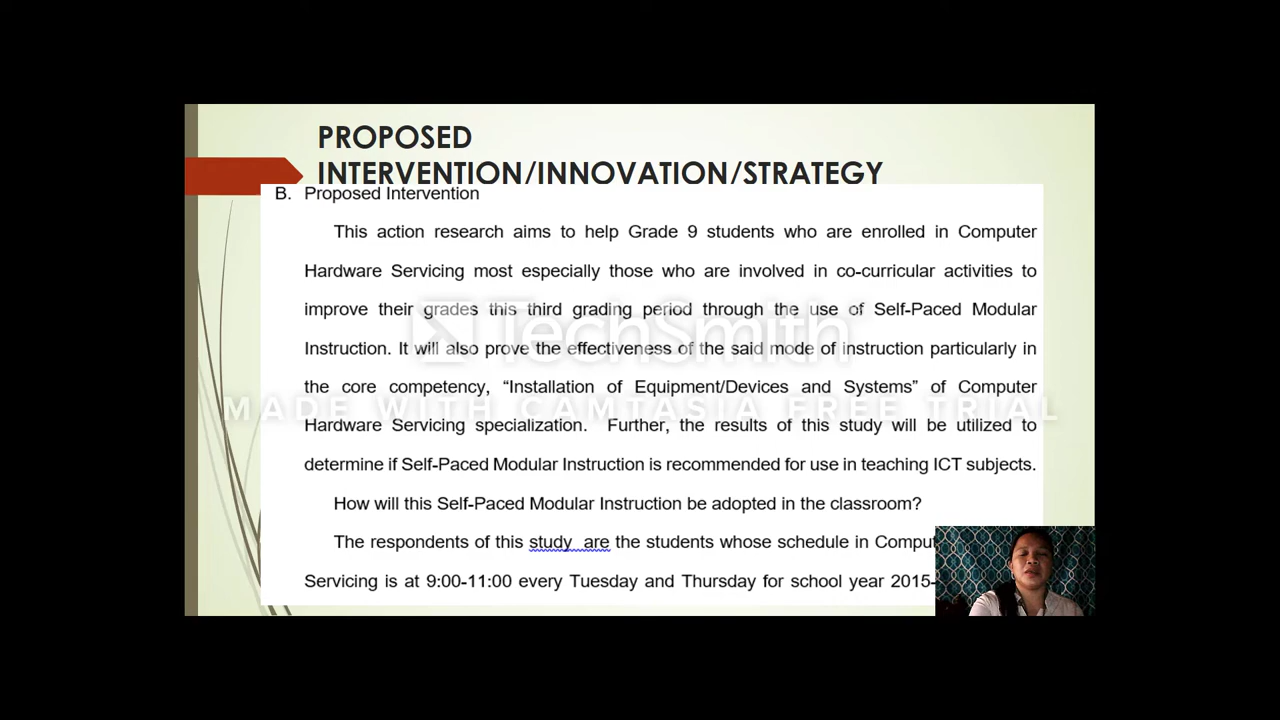 PROPOSED
INTERVENTION/INNOVATION/STRATEGY
B. Proposed Intervention
This action research aims to help Grade 9 students who are enrolled in Computer
Hardware Servicing most especially those who are involved in co-curricular activities to
improve their grades this third grading period through the use of Self-Paced Modular
Instruction. It will also prove the effectiveness of the said mode of instruction particularly in
the core competency, “Installation of Equipment/Devices and Systems” of Computer
Hardware Servicing specialization. Further, the results of this study will be utilized to
determine if Self-Paced Modular Instruction is recommended for use in teaching ICT subjects.
How will this Self-Paced Modular Instruction be adopted in the classroom?
The respondents of this study are the students whose schedule in Comput
Servicing is at 9:00-11:00 every Tuesday and Thursday for school year 2015-
TechSmith
MADE WITH CAMTASIA FREE TRIAL